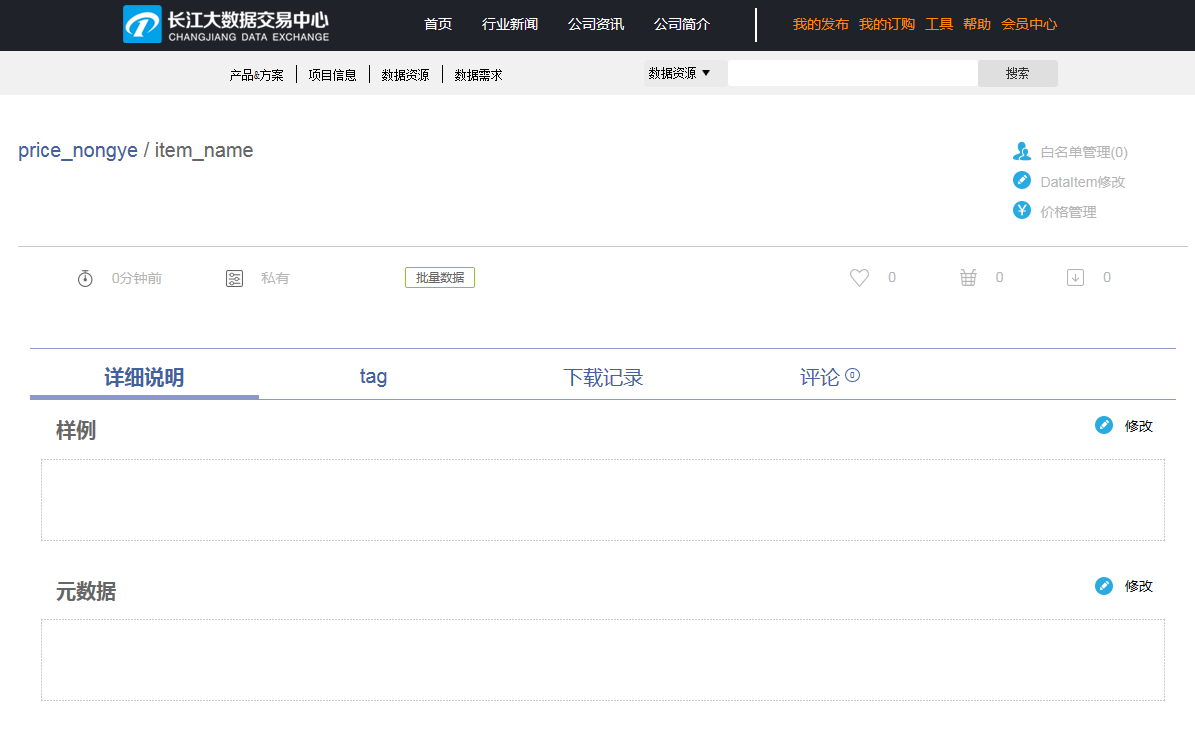 长江大数据交易中心
CHANGJIANG DATA EXCHANGE
首页 行业新闻 公司资讯 公司简介 我的发布 我的订购 工具 帮助 会员中心
产品&方案 项目信息 数据资源 数据需求 数据资源 ▼ 搜索
price_nongye / item_name
白名单管理(0)
DataItem修改
¥ 价格管理
0分钟前 私有 批量数据 0 0 0
详细说明 tag 下载记录 评论 0
样例 修改
元数据 修改